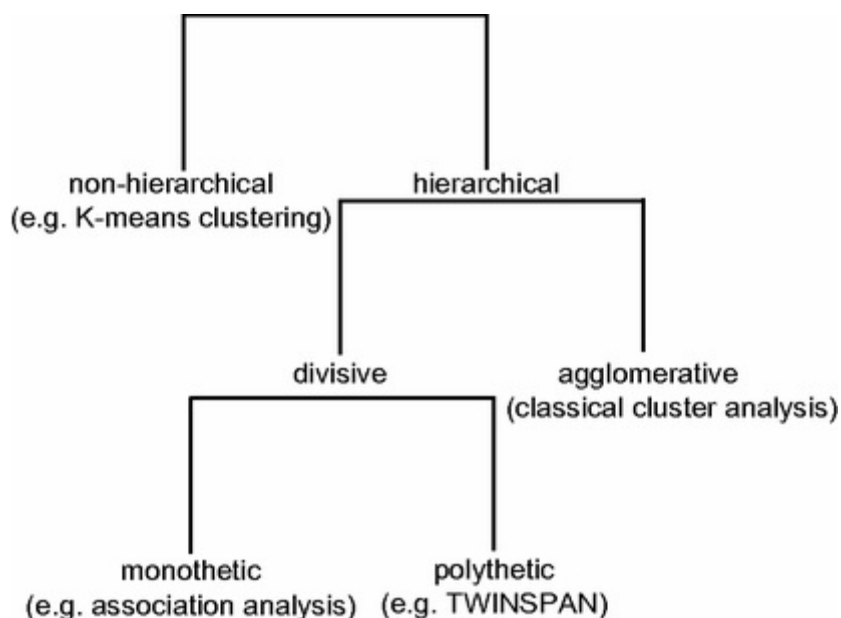 non-hierarchical
(e.g. K-means clustering)
hierarchical
divisive
agglomerative
(classical cluster analysis)
monothetic
(e.g. association analysis)
polythetic
(e.g. TWINSPAN)